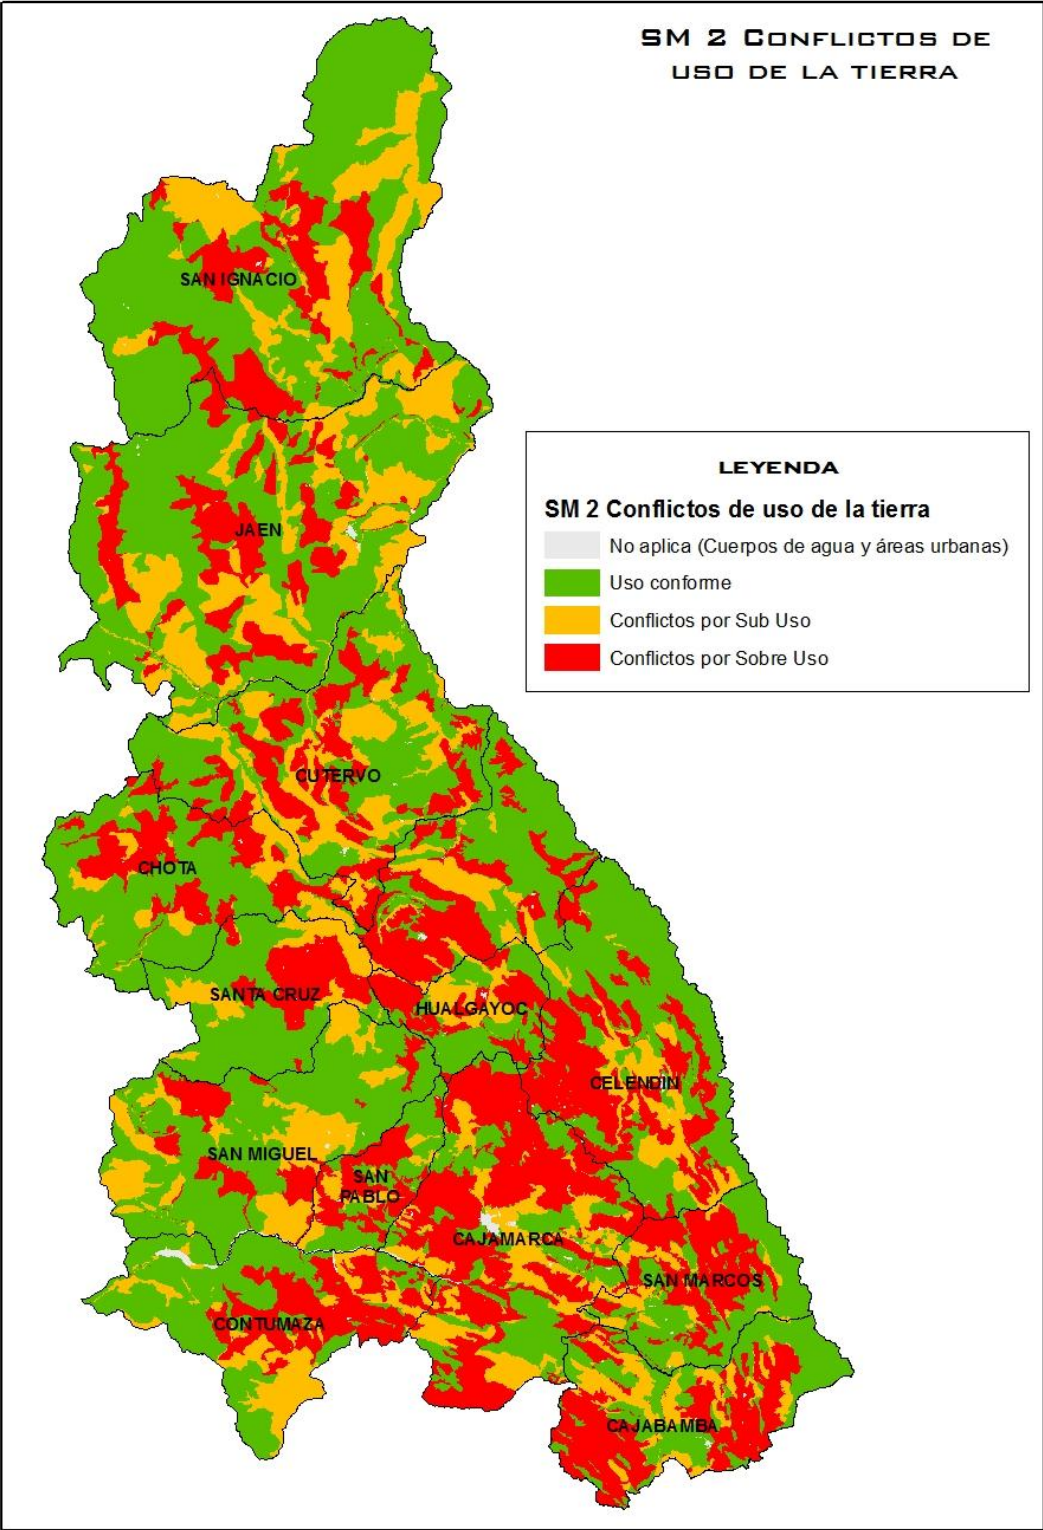 SM 2 CONFLICTOS DE
USO DE LA TIERRA
SAN IGNACIO
LEYENDA
SM 2 Conflictos de uso de la tierra
No aplica (Cuerpos de agua y áreas urbanas)
Uso conforme
Conflictos por Sub Uso
Conflictos por Sobre Uso
JAEN
CUTERVO
CHOTA
SANTA CRUZ
HUALGAYOC
CELENDIN
SAN MIGUEL
SAN
PABLO
CAJAMARCA
SAN MARCOS
CONTUMAZA
CAJABAMBA